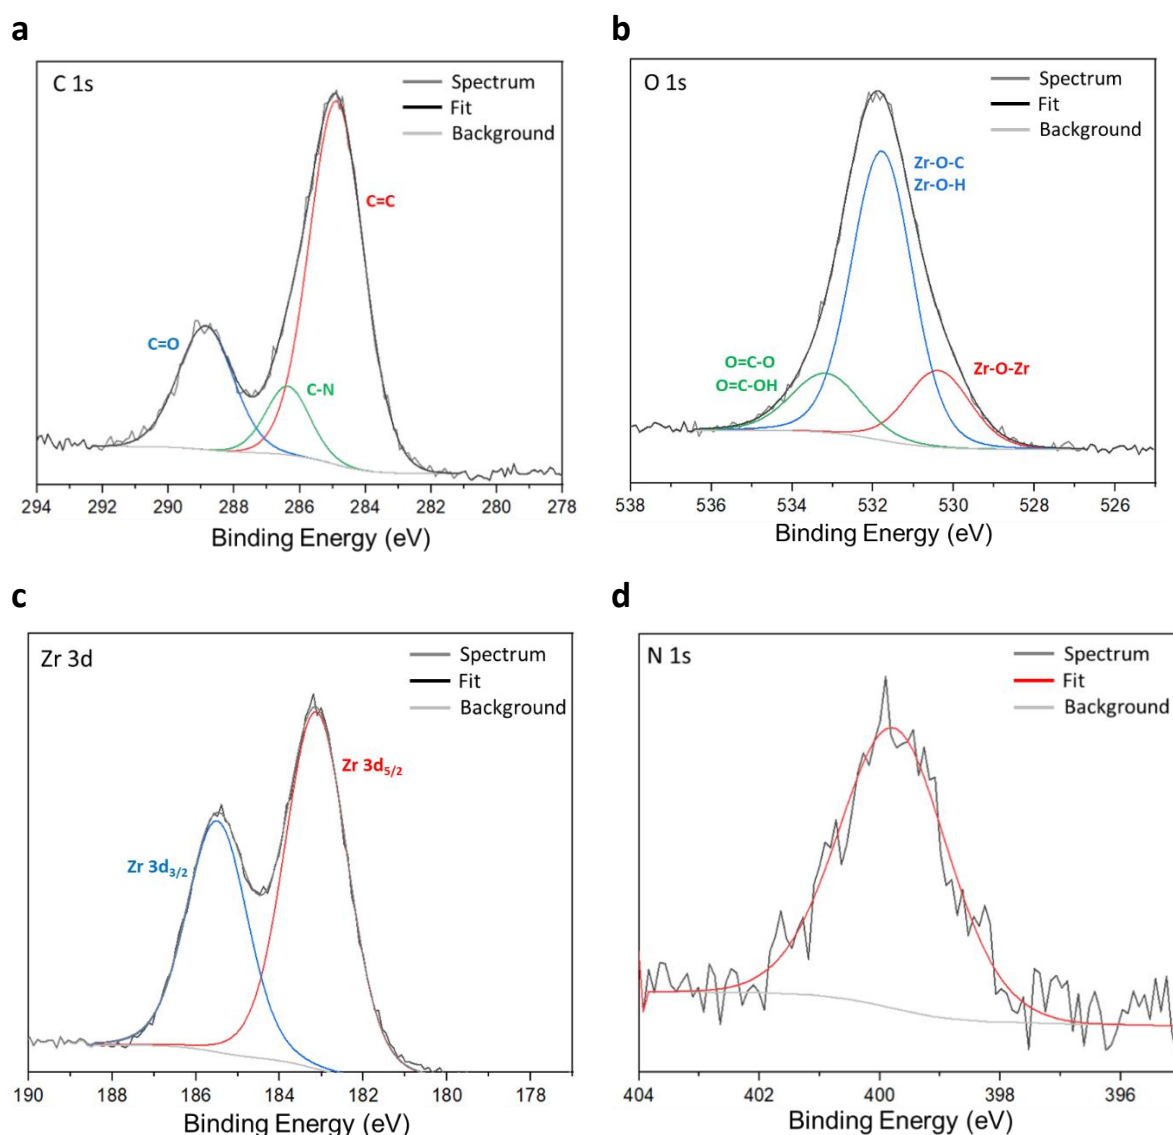 a
C 1s
Spectrum
Fit
Background
C=C
C=O
C-N
294 292 290 288 286 284 282 280 278
Binding Energy (eV)
b
O 1s
Spectrum
Fit
Background
Zr-O-C
Zr-O-H
O=C-O
O=C-OH
Zr-O-Zr
538 536 534 532 530 528 526
Binding Energy (eV)
c
Zr 3d
Spectrum
Fit
Background
Zr 3d5/2
Zr 3d3/2
190 188 186 184 182 180 178
Binding Energy (eV)
d
N 1s
Spectrum
Fit
Background
404 402 400 398 396
Binding Energy (eV)